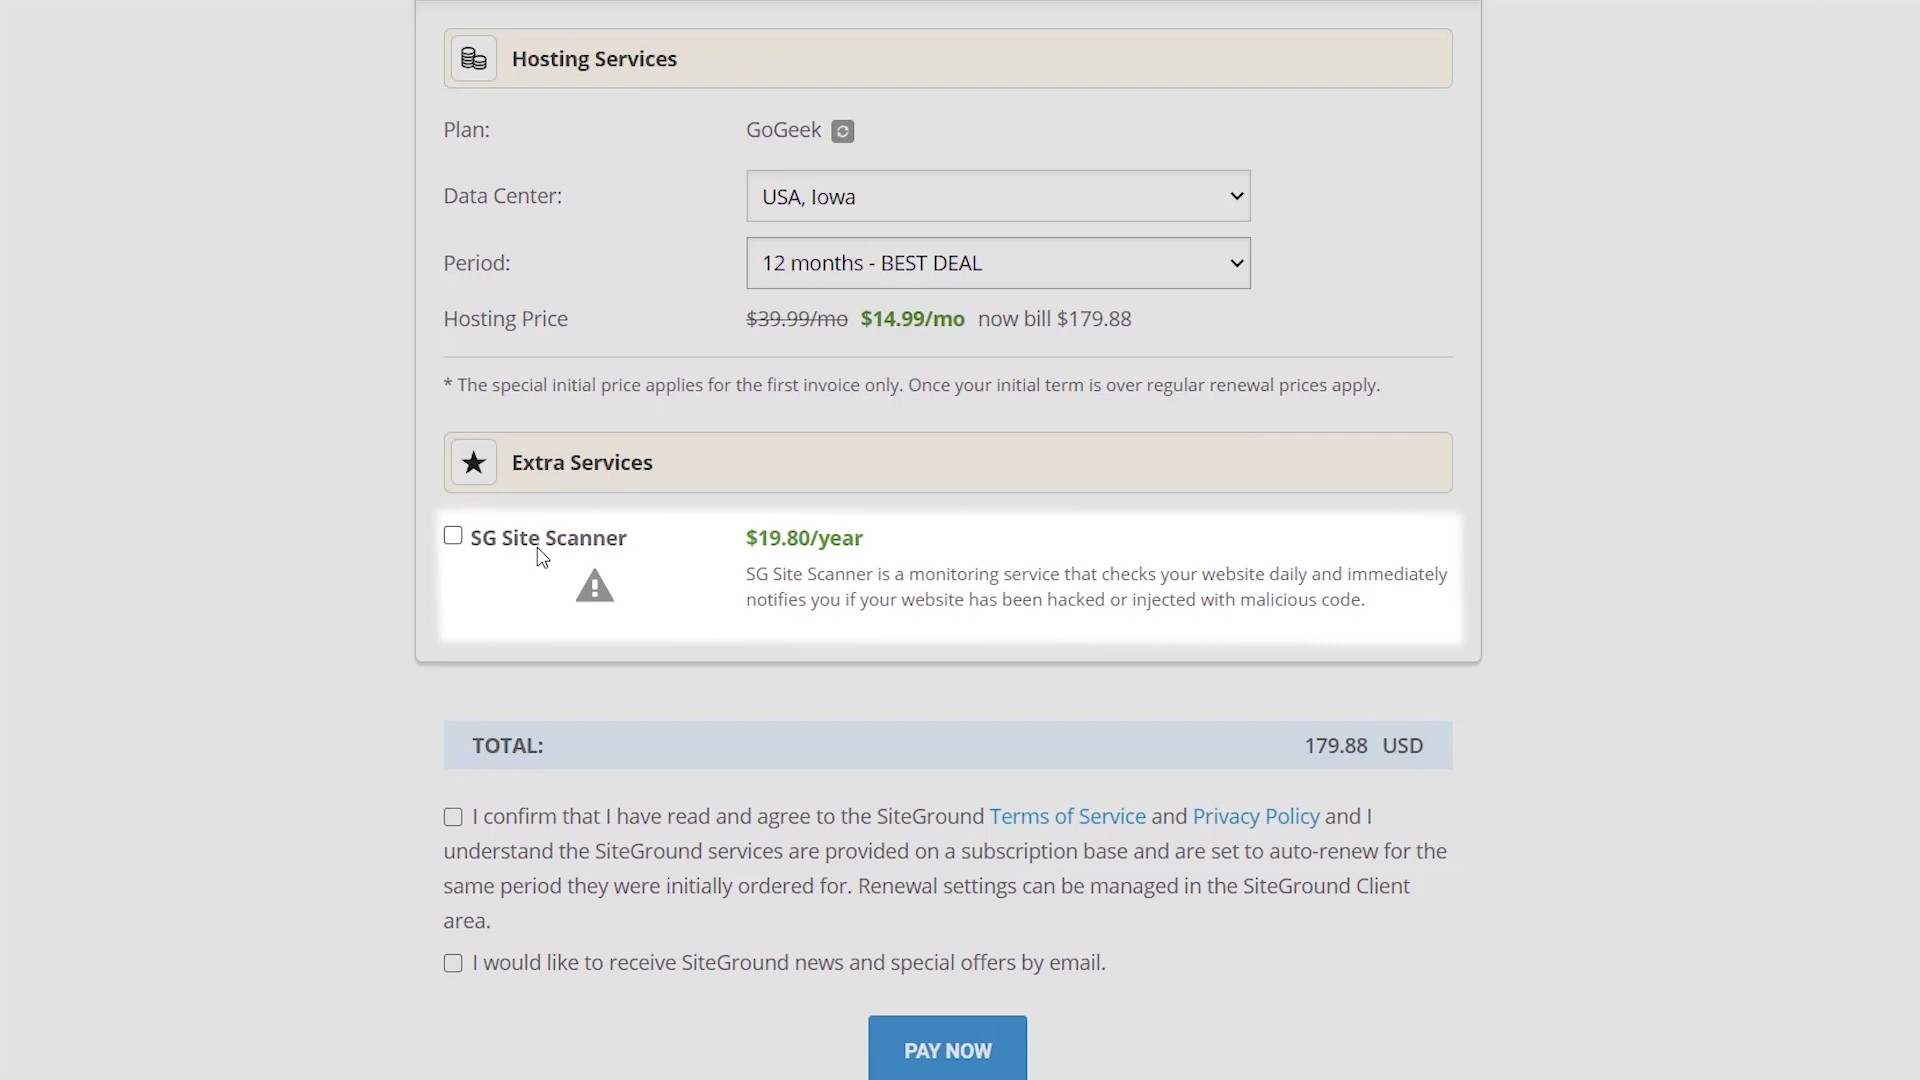 Hosting Services
Plan: GoGeek
Data Center: USA, Iowa
Period: 12 months - BEST DEAL
Hosting Price $39.99/mo $14.99/mo now bill $179.88
* The special initial price applies for the first invoice only. Once your initial term is over regular renewal prices apply.
Extra Services
SG Site Scanner $19.80/year
SG Site Scanner is a monitoring service that checks your website daily and immediately
notifies you if your website has been hacked or injected with malicious code.
TOTAL: 179.88 USD
I confirm that I have read and agree to the SiteGround Terms of Service and Privacy Policy and I
understand the SiteGround services are provided on a subscription base and are set to auto-renew for the
same period they were initially ordered for. Renewal settings can be managed in the SiteGround Client
area.
I would like to receive SiteGround news and special offers by email.
PAY NOW